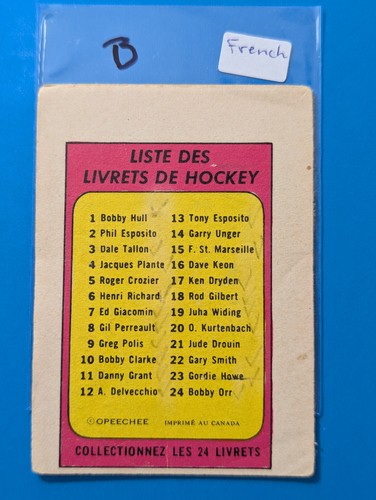 B
French
LISTE DES
LIVRETS DE HOCKEY
1 Bobby Hull
2 Phil Esposito
3 Dale Tallon
4 Jacques Plante
5 Roger Crozier
6 Henri Richard
7 Ed Giacomin
8 Gil Perreault
9 Greg Polis
10 Bobby Clarke
11 Danny Grant
12 A. Delvecchio
13 Tony Esposito
14 Garry Unger
15 F. St. Marseille
16 Dave Keon
17 Ken Dryden
18 Rod Gilbert
19 Juha Widing
20 O. Kurtenbach
21 Jude Drouin
22 Gary Smith
23 Gordie Howe
24 Bobby Orr
©OPEECHEE IMPRIMÉ AU CANADA
COLLECTIONNEZ LES 24 LIVRETS